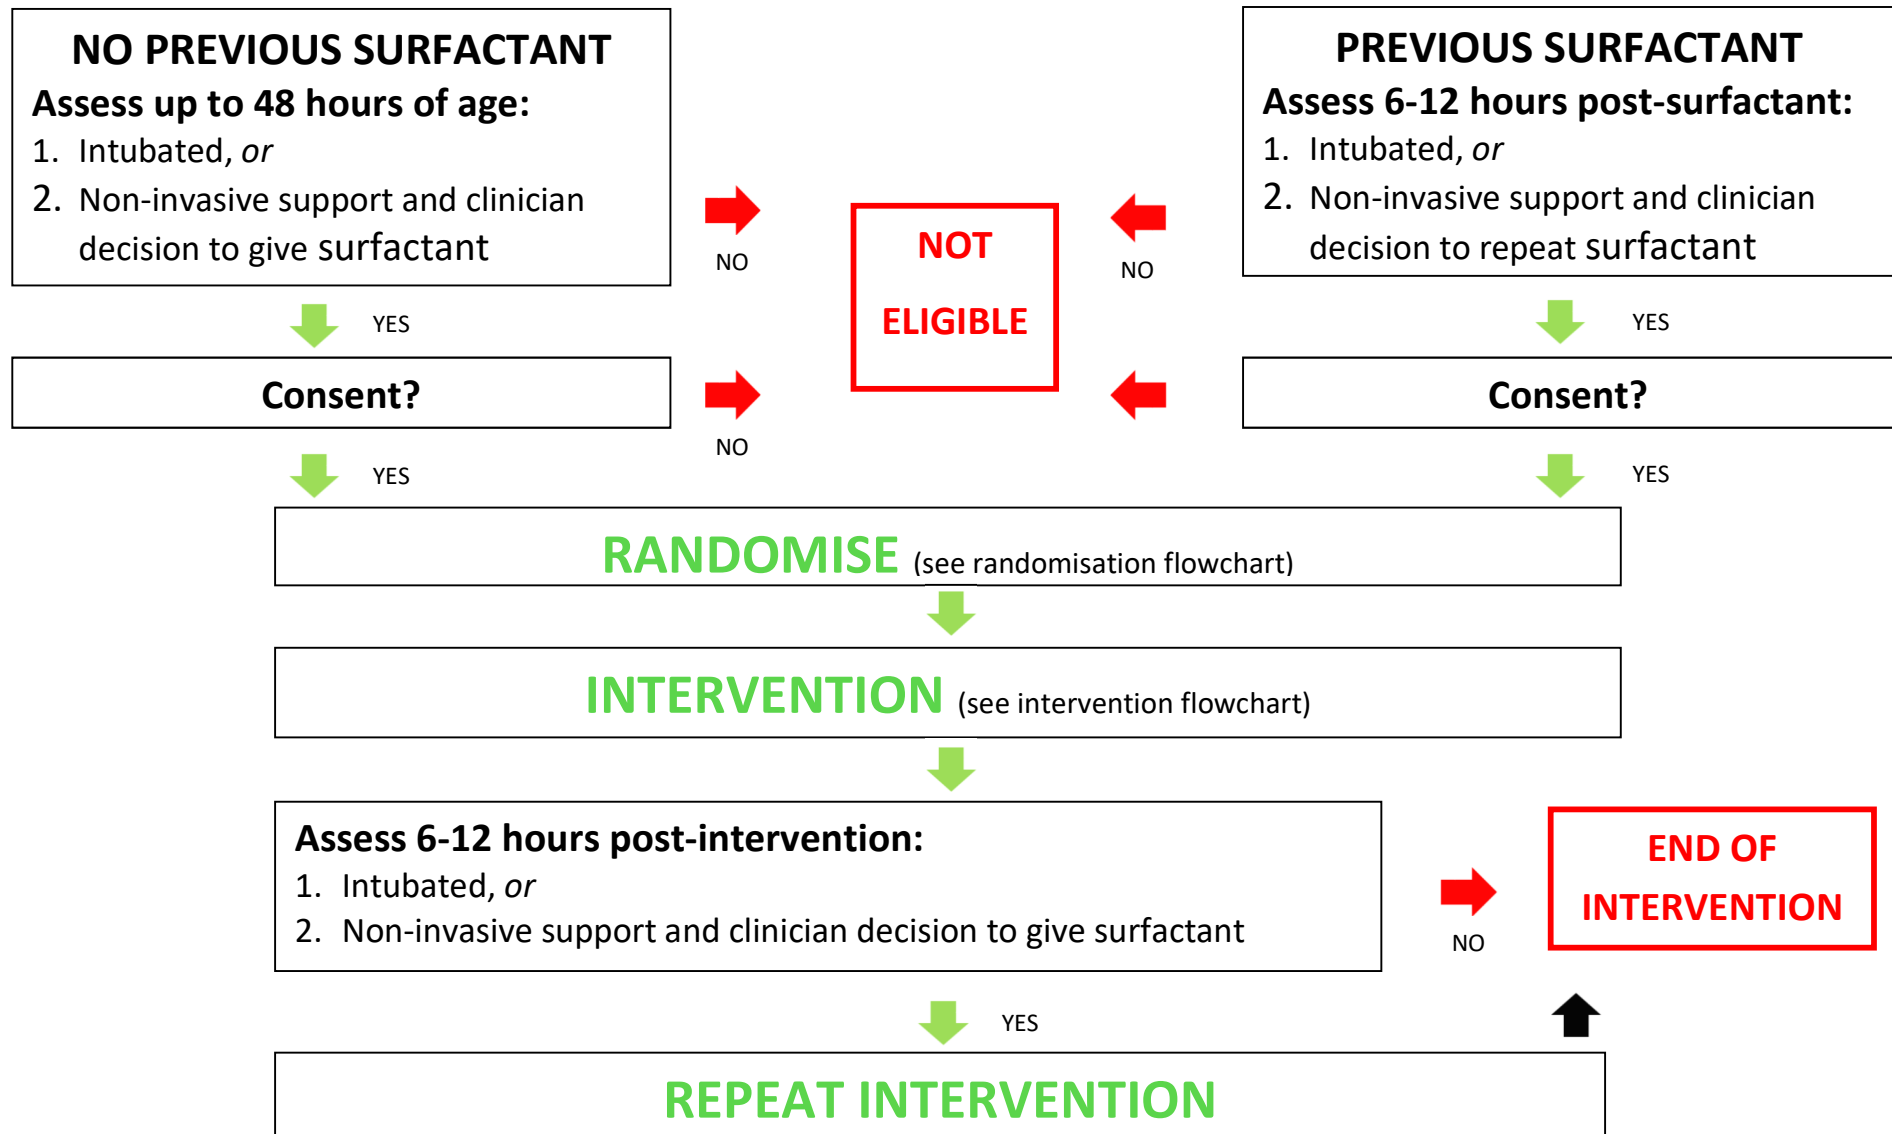 NO PREVIOUS SURFACTANT
Assess up to 48 hours of age:
1. Intubated, or
2. Non-invasive support and clinician
decision to give surfactant
NO
YES
Consent?
NO
YES
NOT
ELIGIBLE
PREVIOUS SURFACTANT
Assess 6-12 hours post-surfactant:
1. Intubated, or
2. Non-invasive support and clinician
decision to repeat surfactant
NO
YES
Consent?
YES
RANDOMISE (see randomisation flowchart)
INTERVENTION (see intervention flowchart)
Assess 6-12 hours post-intervention:
1. Intubated, or
2. Non-invasive support and clinician decision to give surfactant
NO
END OF
INTERVENTION
YES
REPEAT INTERVENTION